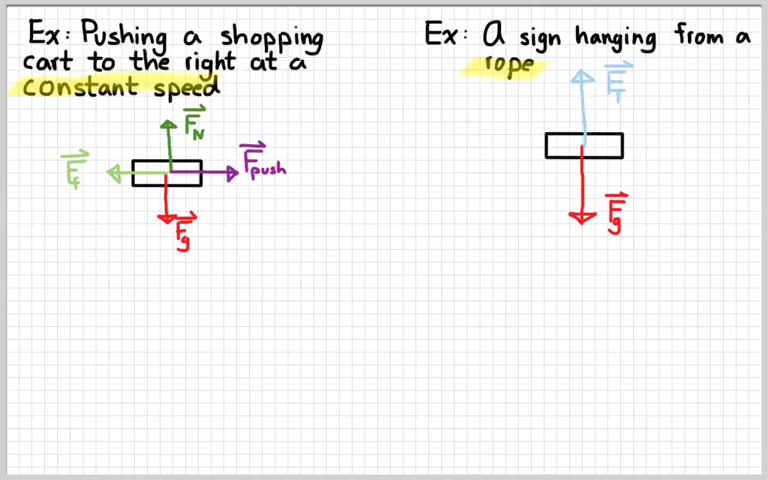 Ex: Pushing a shopping
cart to the right at a
constant speed
F_N
F_f
F_push
F_g
Ex: A sign hanging from a
rope
F_T
F_g